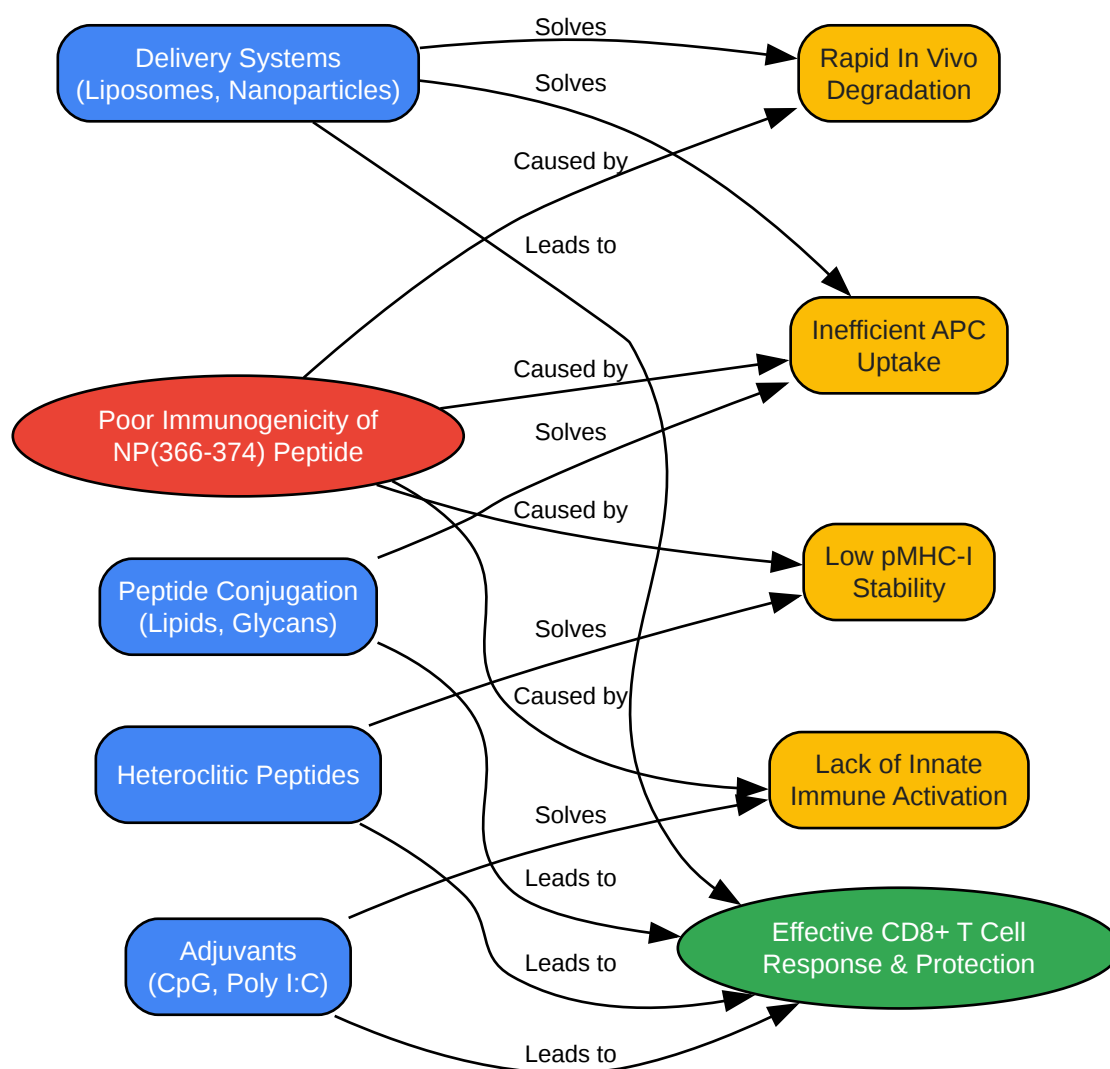 Solves
Delivery Systems
(Liposomes, Nanoparticles)
Rapid In Vivo
Degradation
Solves
Caused by
Leads to
Inefficient APC
Uptake
Caused by
Poor Immunogenicity of
NP(366-374) Peptide
Solves
Caused by
Low pMHC-I
Stability
Peptide Conjugation
(Lipids, Glycans)
Solves
Caused by
Heteroclitic Peptides
Lack of Innate
Immune Activation
Solves
Leads to
Effective CD8+ T Cell
Response & Protection
Adjuvants
(CpG, Poly I:C)
Leads to
Leads to